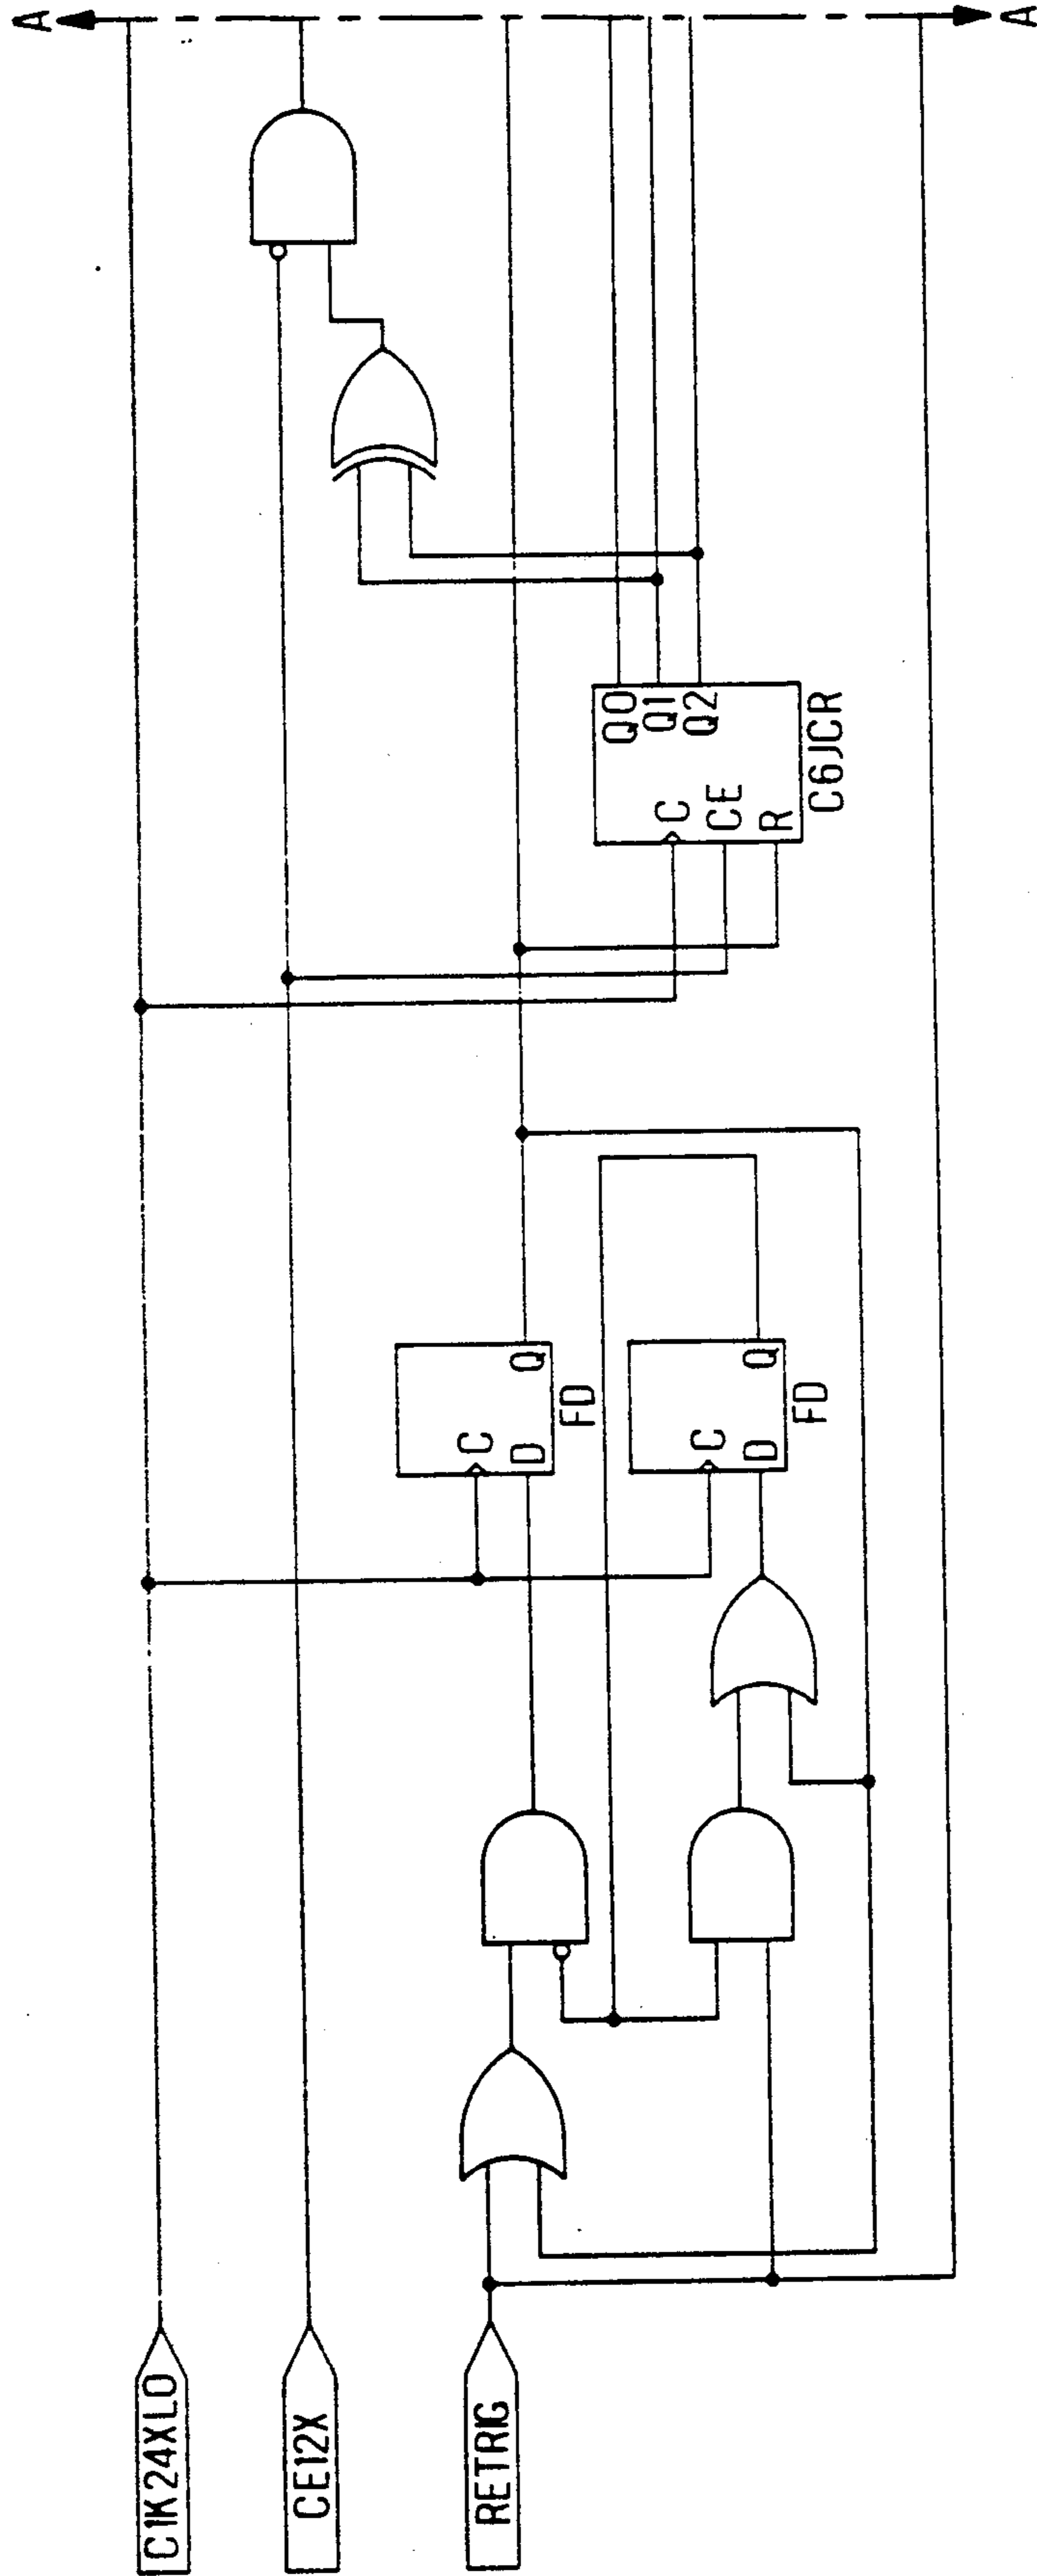 C1K24XLO
CE12X
RETRIG
C
D
Q
FD
C
D
Q
FD
C
CE
R
Q0
Q1
Q2
C6JCR
A
A